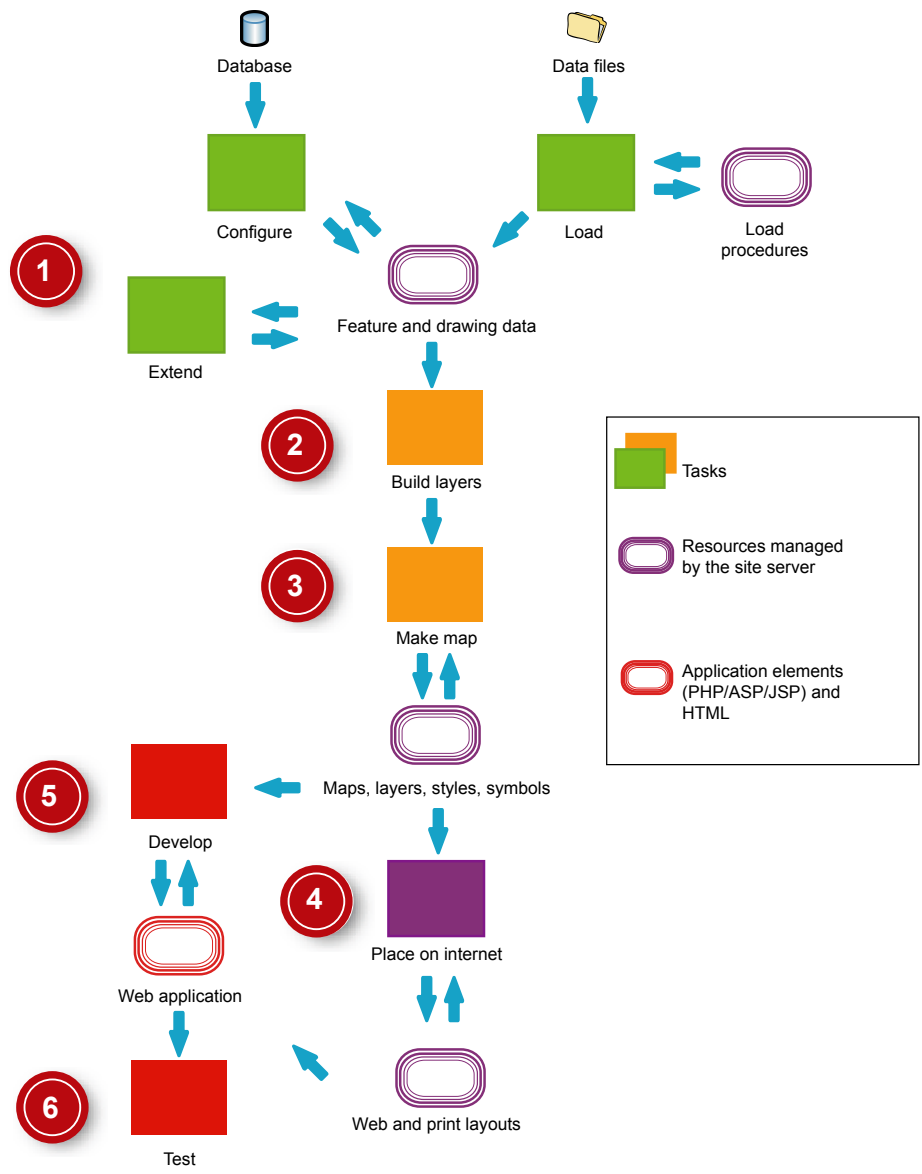 Database
Data files
Configure
Load
Load
procedures
1
Feature and drawing data
Extend
2
Build layers
Tasks
3
Make map
Resources managed
by the site server
Application elements
(PHP/ASP/JSP) and
HTML
5
Maps, layers, styles, symbols
Develop
4
Place on internet
Web application
6
Web and print layouts
Test